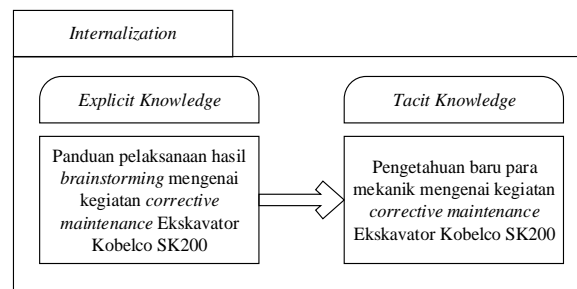 Internalization
Explicit Knowledge
Tacit Knowledge
Panduan pelaksanaan hasil
brainstorming mengenai
kegiatan corrective
maintenance Ekskavator
Kobelco SK200
Pengetahuan baru para
mekanik mengenai kegiatan
corrective maintenance
Ekskavator Kobelco SK200